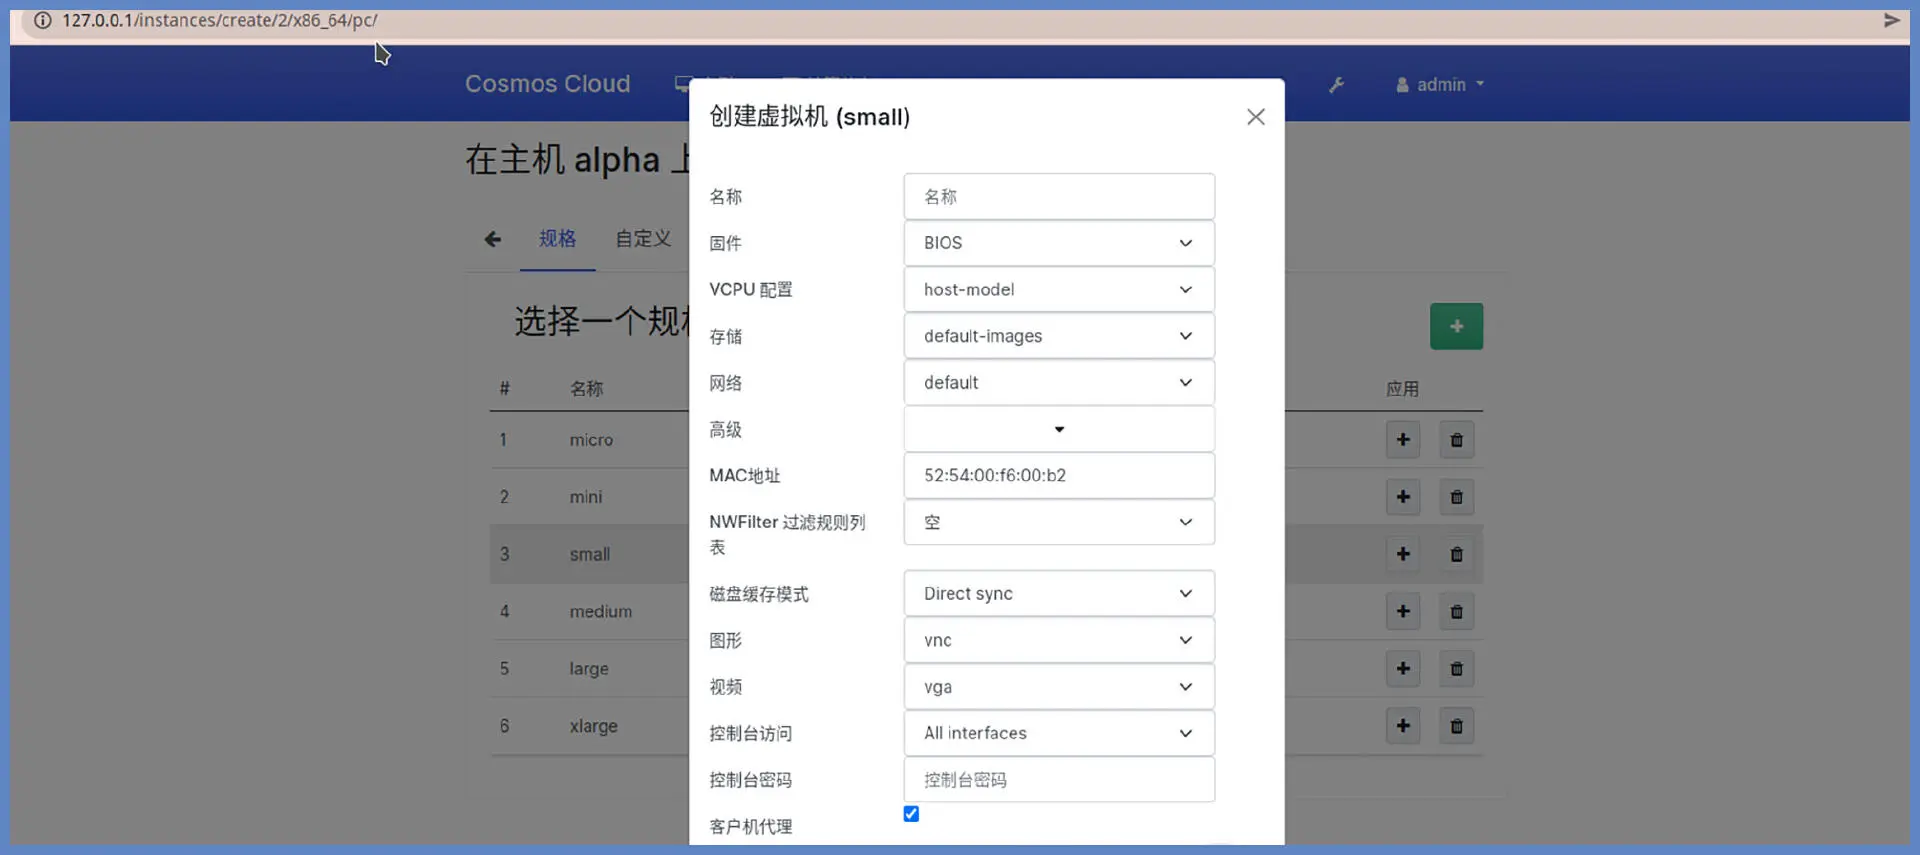 127.0.0.1/instances/create/2/x86_64/pc/
Cosmos Cloud
admin
创建虚拟机 (small)
在主机 alpha 上
规格 自定义
选择一个规格
# 名称 应用
1 micro
2 mini
3 small
4 medium
5 large
6 xlarge
名称 名称
固件 BIOS
VCPU 配置 host-model
存储 default-images
网络 default
高级
MAC地址 52:54:00:f6:00:b2
NWFilter 过滤规则列 空
表
磁盘缓存模式 Direct sync
图形 vnc
视频 vga
控制台访问 All interfaces
控制台密码 控制台密码
客户机代理